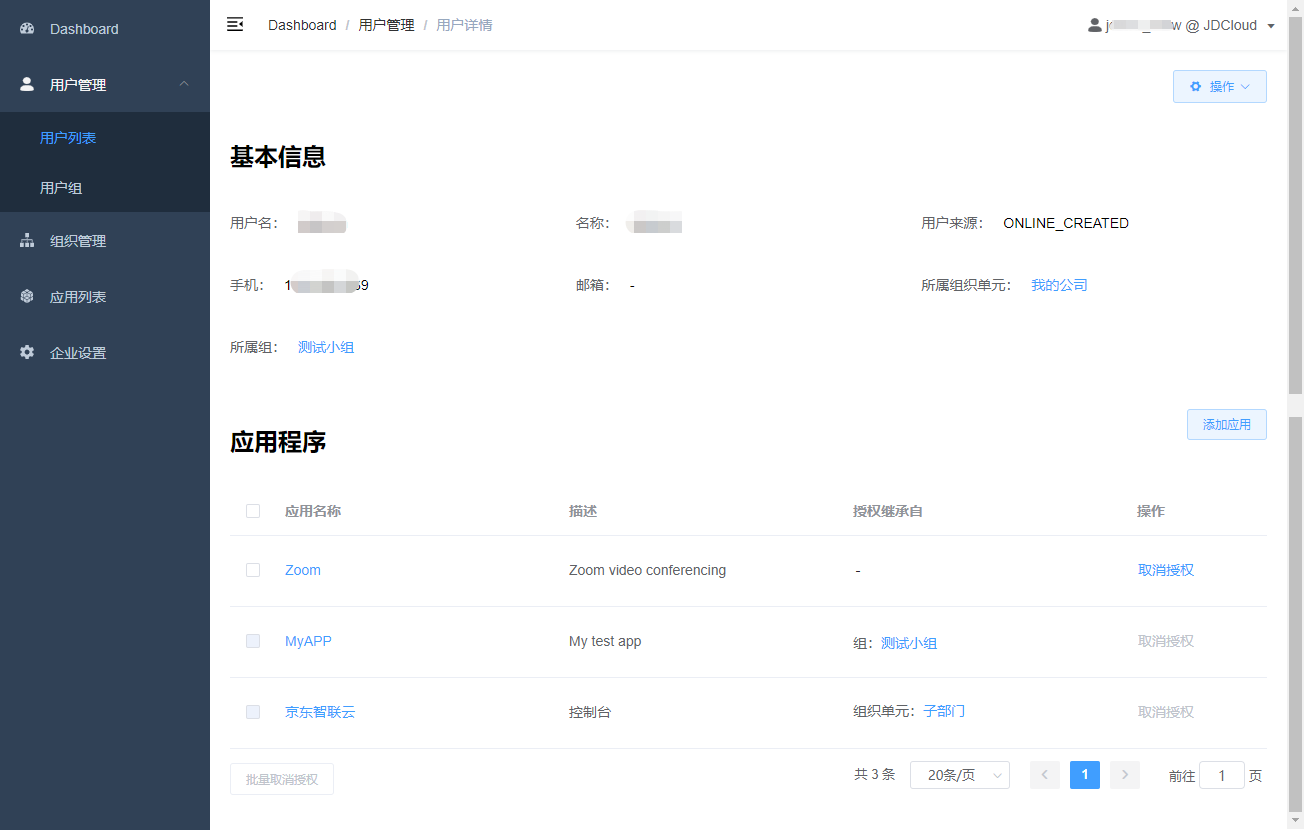 Dashboard
用户管理
用户列表
用户组
组织管理
应用列表
企业设置
Dashboard / 用户管理 / 用户详情
@ JDCloud
操作
基本信息
用户名：
名称：
用户来源： ONLINE_CREATED
手机：
邮箱： -
所属组织单元： 我的公司
所属组： 测试小组
应用程序
添加应用
应用名称 描述 授权继承自 操作
Zoom Zoom video conferencing - 取消授权
MyAPP My test app 组：测试小组 取消授权
京东智联云 控制台 组织单元：子部门 取消授权
批量取消授权
共 3 条 20条/页 1 前往 1 页